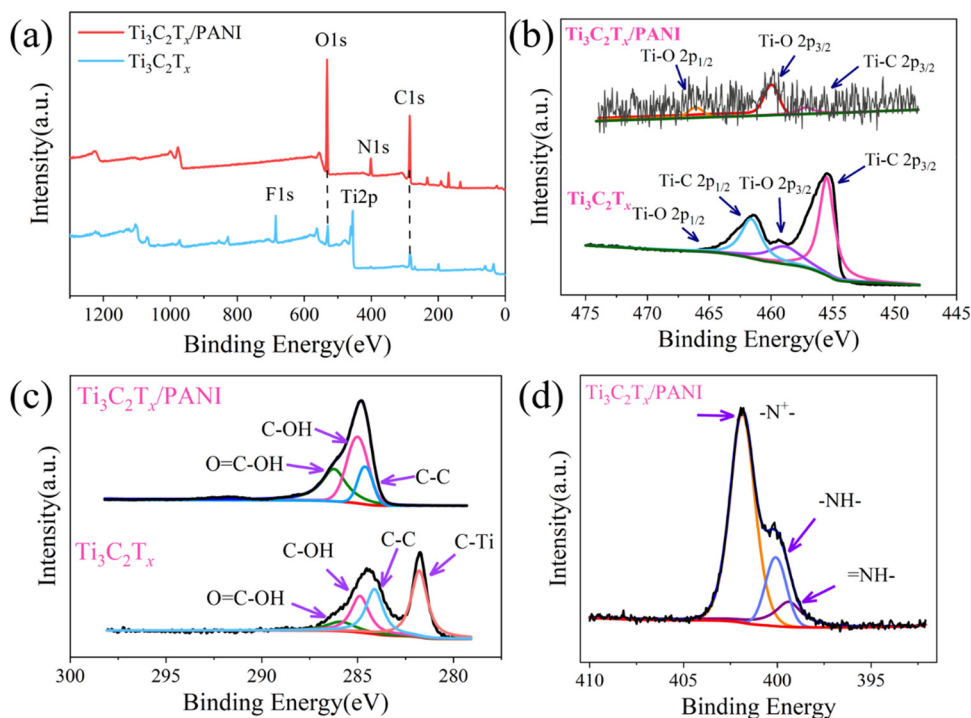 (a)
Ti₃C₂Tₓ/PANI
Ti₃C₂Tₓ
O1s
C1s
N1s
F1s
Ti2p
Intensity(a.u.)
1200 1000 800 600 400 200 0
Binding Energy(eV)
(b)
Ti₃C₂Tₓ/PANI
Ti-O 2p₃/₂
Ti-O 2p₁/₂
Ti-C 2p₃/₂
Ti-C 2p₃/₂
Ti-C 2p₁/₂
Ti-O 2p₃/₂
Ti₃C₂Tₓ
Ti-O 2p₁/₂
Intensity(a.u.)
475 470 465 460 455 450 445
Binding Energy(eV)
(c)
Ti₃C₂Tₓ/PANI
C-OH
O=C-OH
C-C
Ti₃C₂Tₓ
C-OH
C-C
C-Ti
O=C-OH
Intensity(a.u.)
300 295 290 285 280
Binding Energy(eV)
(d)
Ti₃C₂Tₓ/PANI
-N⁺-
-NH-
=NH-
Intensity(a.u.)
410 405 400 395
Binding Energy